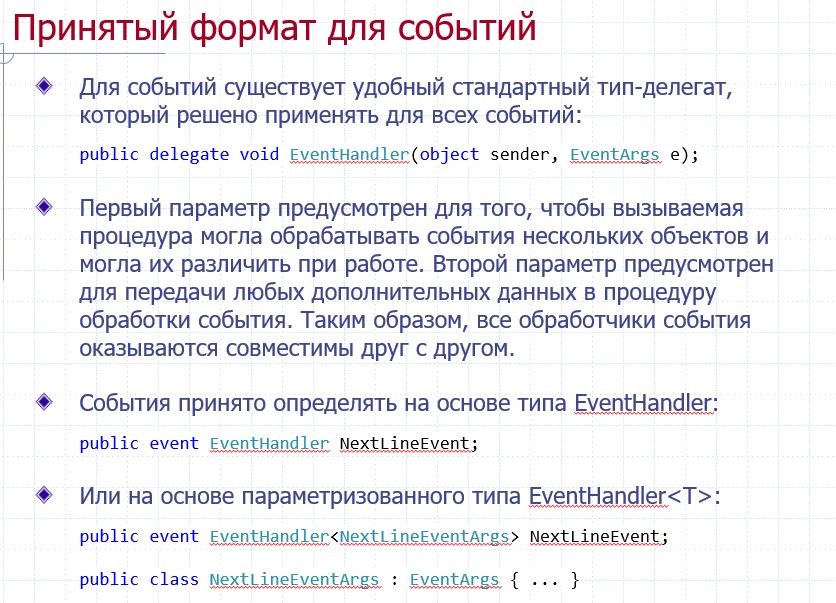 Принятый формат для событий
Для событий существует удобный стандартный тип-делегат,
который решено применять для всех событий:
public delegate void EventHandler(object sender, EventArgs e);
Первый параметр предусмотрен для того, чтобы вызываемая
процедура могла обрабатывать события нескольких объектов и
могла их различить при работе. Второй параметр предусмотрен
для передачи любых дополнительных данных в процедуру
обработки события. Таким образом, все обработчики события
оказываются совместимы друг с другом.
События принято определять на основе типа EventHandler:
public event EventHandler NextLineEvent;
Или на основе параметризованного типа EventHandler<T>:
public event EventHandler<NextLineEventArgs> NextLineEvent;
public class NextLineEventArgs : EventArgs { ... }